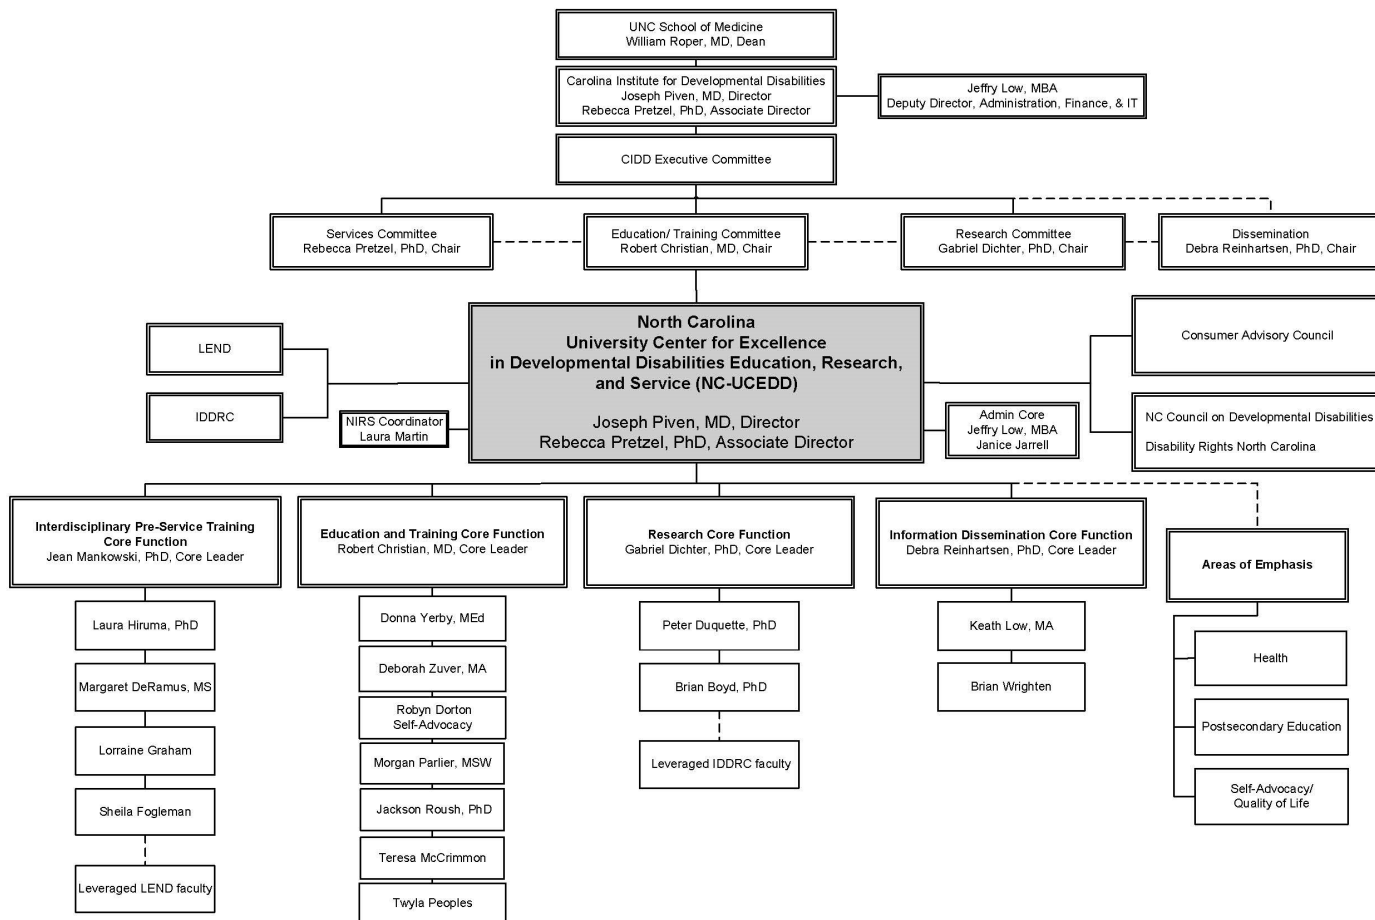 UNC School of Medicine
William Roper, MD, Dean
Carolina Institute for Developmental Disabilities
Joseph Piven, MD, Director
Rebecca Pretzel, PhD, Associate Director
Jeffry Low, MBA
Deputy Director, Administration, Finance, & IT
CIDD Executive Committee
Services Committee
Rebecca Pretzel, PhD, Chair
Education/ Training Committee
Robert Christian, MD, Chair
Research Committee
Gabriel Dichter, PhD, Chair
Dissemination
Debra Reinhartsen, PhD, Chair
LEND
IDDRC
NIRS Coordinator
Laura Martin
North Carolina
University Center for Excellence
in Developmental Disabilities Education, Research,
and Service (NC-UCEDD)
Joseph Piven, MD, Director
Rebecca Pretzel, PhD, Associate Director
Admin Core
Jeffry Low, MBA
Janice Jarrell
Consumer Advisory Council
NC Council on Developmental Disabilities
Disability Rights North Carolina
Interdisciplinary Pre-Service Training
Core Function
Jean Mankowski, PhD, Core Leader
Laura Hiruma, PhD
Margaret DeRamus, MS
Lorraine Graham
Sheila Fogleman
Leveraged LEND faculty
Education and Training Core Function
Robert Christian, MD, Core Leader
Donna Yerby, MEd
Deborah Zuver, MA
Robyn Dorton
Self-Advocacy
Morgan Parlier, MSW
Jackson Roush, PhD
Teresa McCrimmon
Twyla Peoples
Research Core Function
Gabriel Dichter, PhD, Core Leader
Peter Duquette, PhD
Brian Boyd, PhD
Leveraged IDDRC faculty
Information Dissemination Core Function
Debra Reinhartsen, PhD, Core Leader
Keath Low, MA
Brian Wrighten
Areas of Emphasis
Health
Postsecondary Education
Self-Advocacy/
Quality of Life